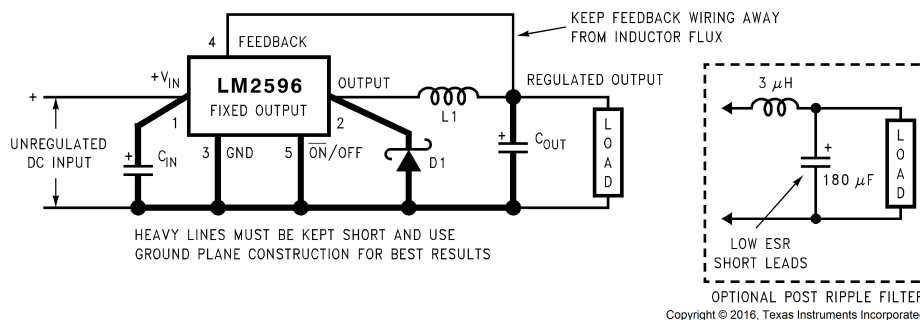 KEEP FEEDBACK WIRING AWAY
FROM INDUCTOR FLUX
4
FEEDBACK
+VIN
LM2596
FIXED OUTPUT
OUTPUT
REGULATED OUTPUT
3 µH
+
1
2
L1
UNREGULATED
DC INPUT
+
CIN
3
GND
5
ON/OFF
D1
+
COUT
LOAD
+
180 µF
LOAD
HEAVY LINES MUST BE KEPT SHORT AND USE
GROUND PLANE CONSTRUCTION FOR BEST RESULTS
LOW ESR
SHORT LEADS
OPTIONAL POST RIPPLE FILTER
Copyright © 2016, Texas Instruments Incorporate